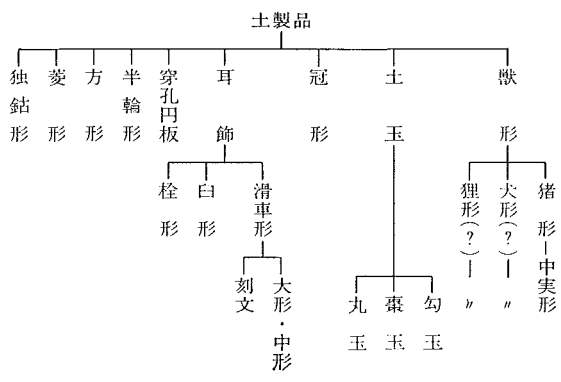 土製品
獣形
土玉
冠形
耳飾
穿孔円板
半輪形
方形
菱形
独鈷形
猪形―中実形
犬形(?)―〃
狸形(?)―〃
勾玉
棗玉
丸玉
滑車形
臼形
栓形
大形・中形
刻文